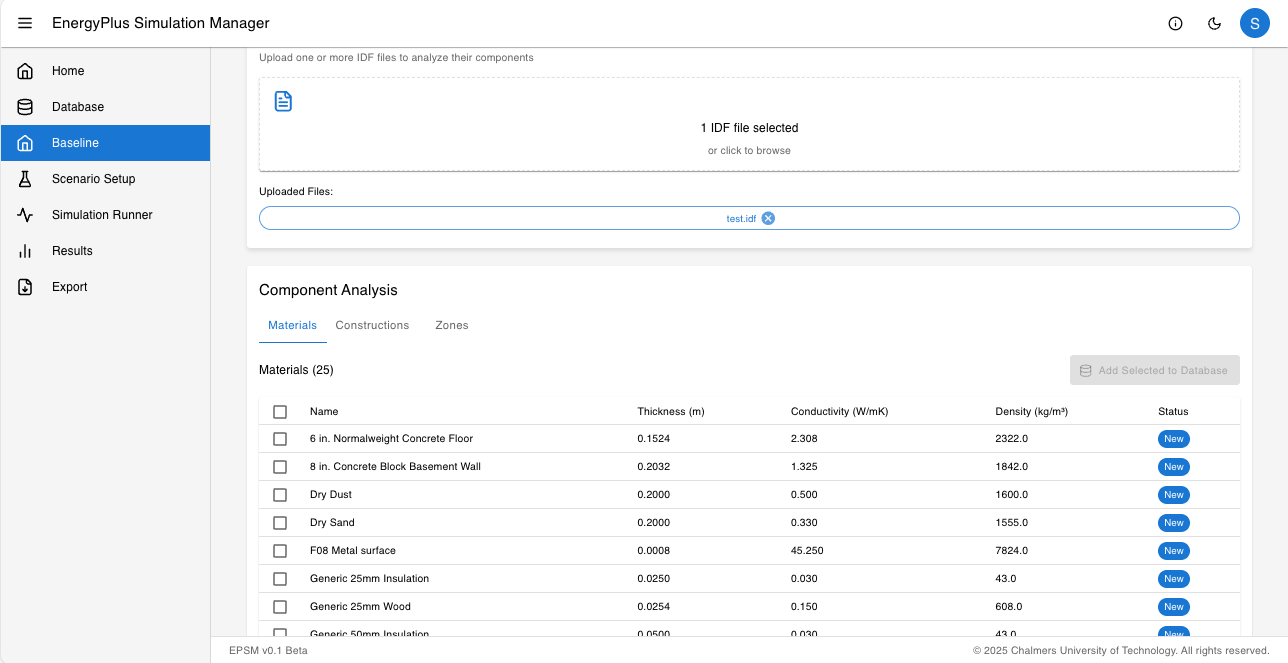 EnergyPlus Simulation Manager
S
Home
Database
Baseline
Scenario Setup
Simulation Runner
Results
Export
Upload one or more IDF files to analyze their components
1 IDF file selected
or click to browse
Uploaded Files:
test.idf
Component Analysis
Materials Constructions Zones
Materials (25) Add Selected to Database
Name Thickness (m) Conductivity (W/mK) Density (kg/m³) Status
6 in. Normalweight Concrete Floor 0.1524 2.308 2322.0 New
8 in. Concrete Block Basement Wall 0.2032 1.325 1842.0 New
Dry Dust 0.2000 0.500 1600.0 New
Dry Sand 0.2000 0.330 1555.0 New
F08 Metal surface 0.0008 45.250 7824.0 New
Generic 25mm Insulation 0.0250 0.030 43.0 New
Generic 25mm Wood 0.0254 0.150 608.0 New
Generic 50mm Insulation 0.0500 0.030 43.0 New
EPSM v0.1 Beta © 2025 Chalmers University of Technology. All rights reserved.